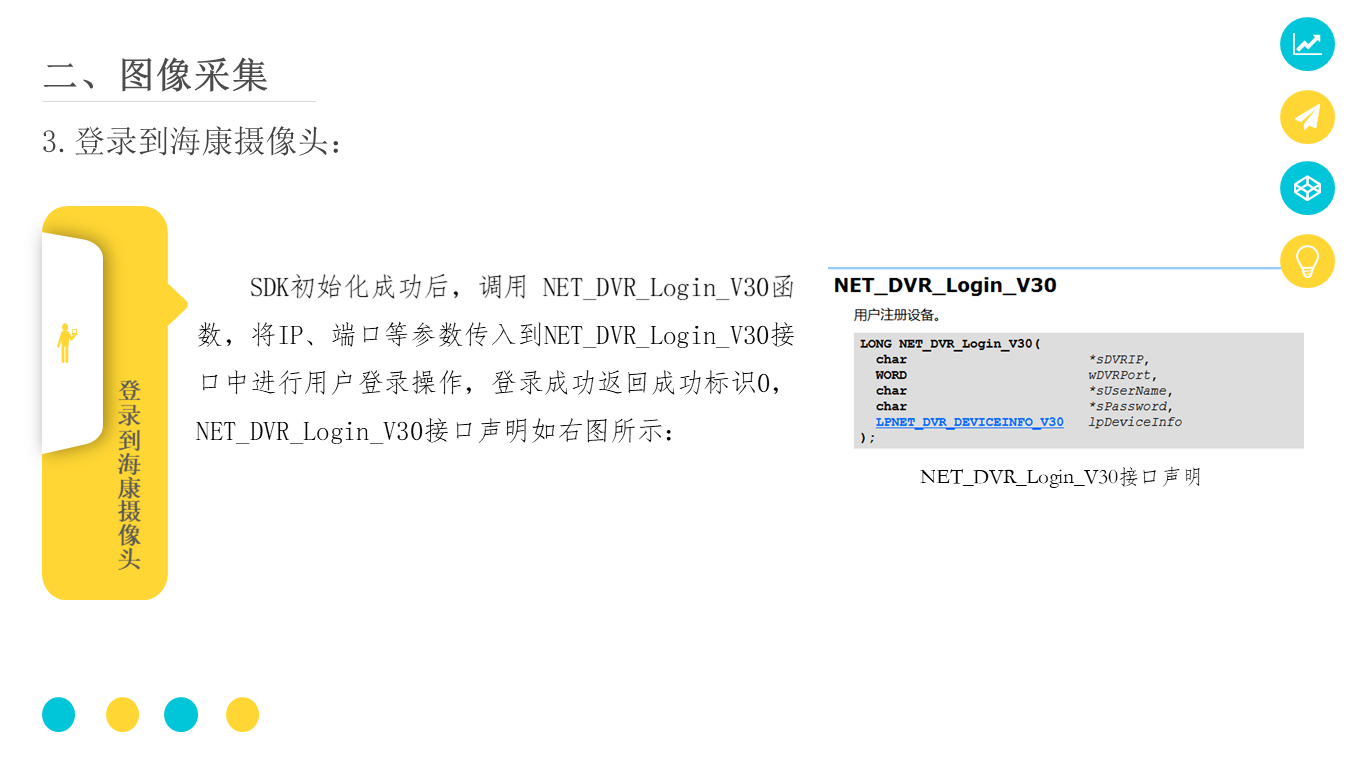 二、图像采集
3.登录到海康摄像头：
登录到海康摄像头
SDK初始化成功后，调用 NET_DVR_Login_V30函
数，将IP、端口等参数传入到NET_DVR_Login_V30接
口中进行用户登录操作，登录成功返回成功标识0，
NET_DVR_Login_V30接口声明如右图所示：
NET_DVR_Login_V30
用户注册设备。
LONG NET_DVR_Login_V30(
char *sDVRIP,
WORD wDVRPort,
char *sUserName,
char *sPassword,
LPNET_DVR_DEVICEINFO_V30 lpDeviceInfo
);
NET_DVR_Login_V30接口声明